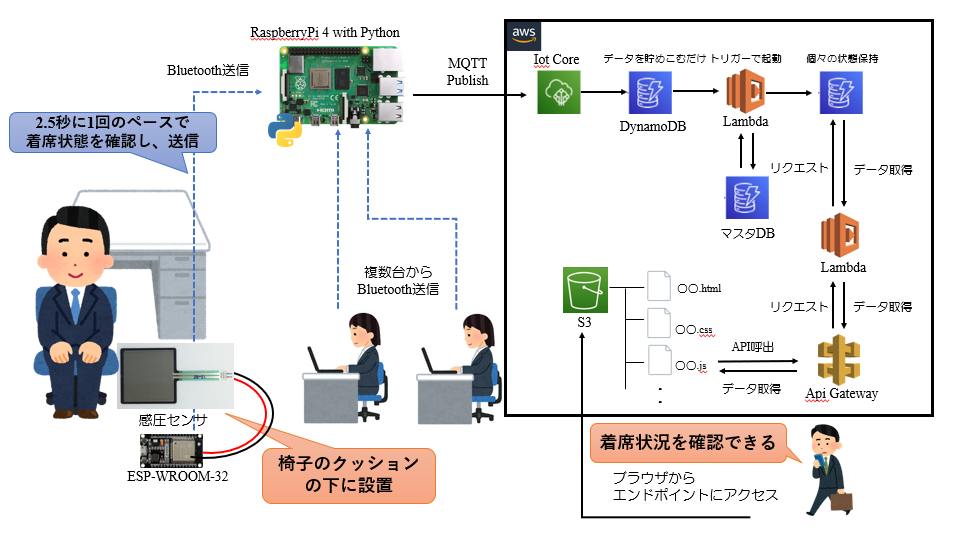 RaspberryPi 4 with Python
Bluetooth送信
2.5秒に1回のペースで
着席状態を確認し、送信
MQTT
Publish
aws
Iot Core
データを貯めこむだけ
トリガーで起動
個々の状態保持
DynamoDB
Lambda
リクエスト
データ取得
マスタDB
Lambda
複数台から
Bluetooth送信
S3
〇〇.html
〇〇.css
〇〇.js
・
・
リクエスト
データ取得
API呼出
データ取得
Api Gateway
感圧センサ
ESP-WROOM-32
椅子のクッション
の下に設置
着席状況を確認できる
ブラウザから
エンドポイントにアクセス